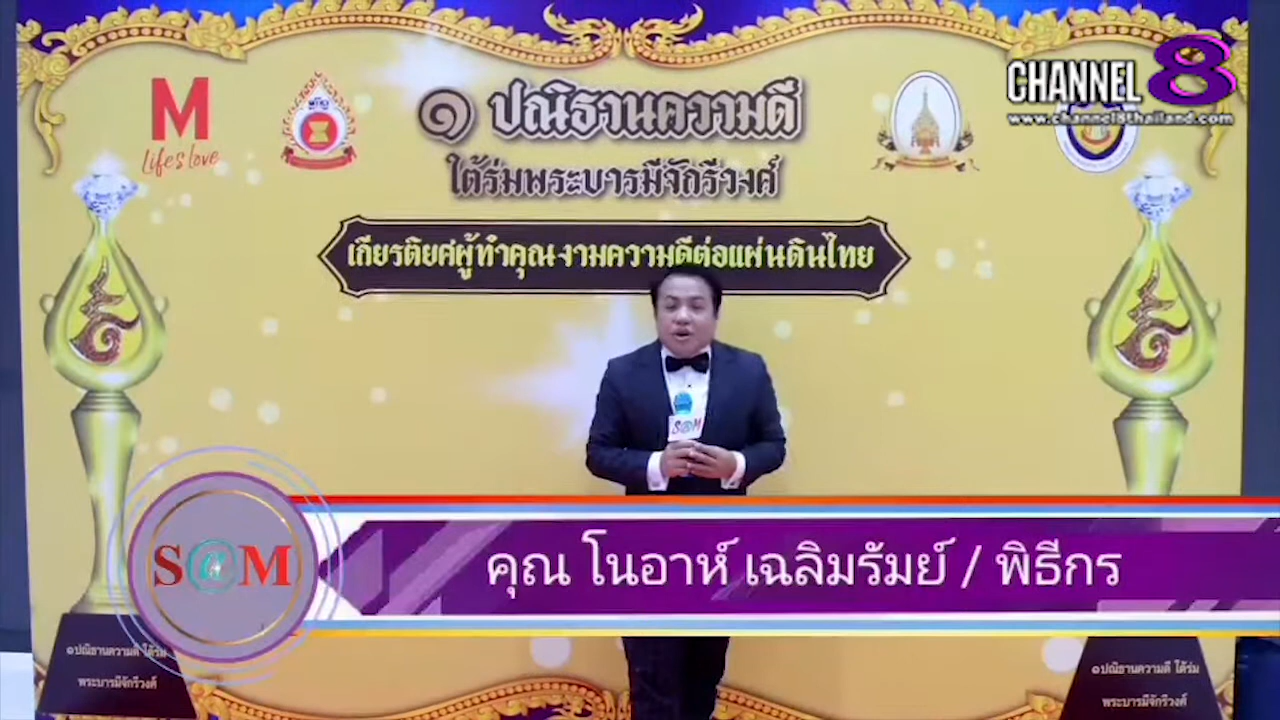 CHANNEL 8
www.channel8thailand.com
M
Life's love
๑ ปณิธานความดี
ใต้ร่มพระบารมีจักรีวงศ์
เกียรติยศผู้ทำคุณงามความดีต่อแผ่นดินไทย
S@M
S@M
คุณ โนอาห์ เฉลิมรัมย์ / พิธีกร
๑ปณิธานความดี ใต้ร่ม
พระบารมีจักรีวงศ์
๑ปณิธานความดี ใต้ร่ม
พระบารมีจักรีวงศ์